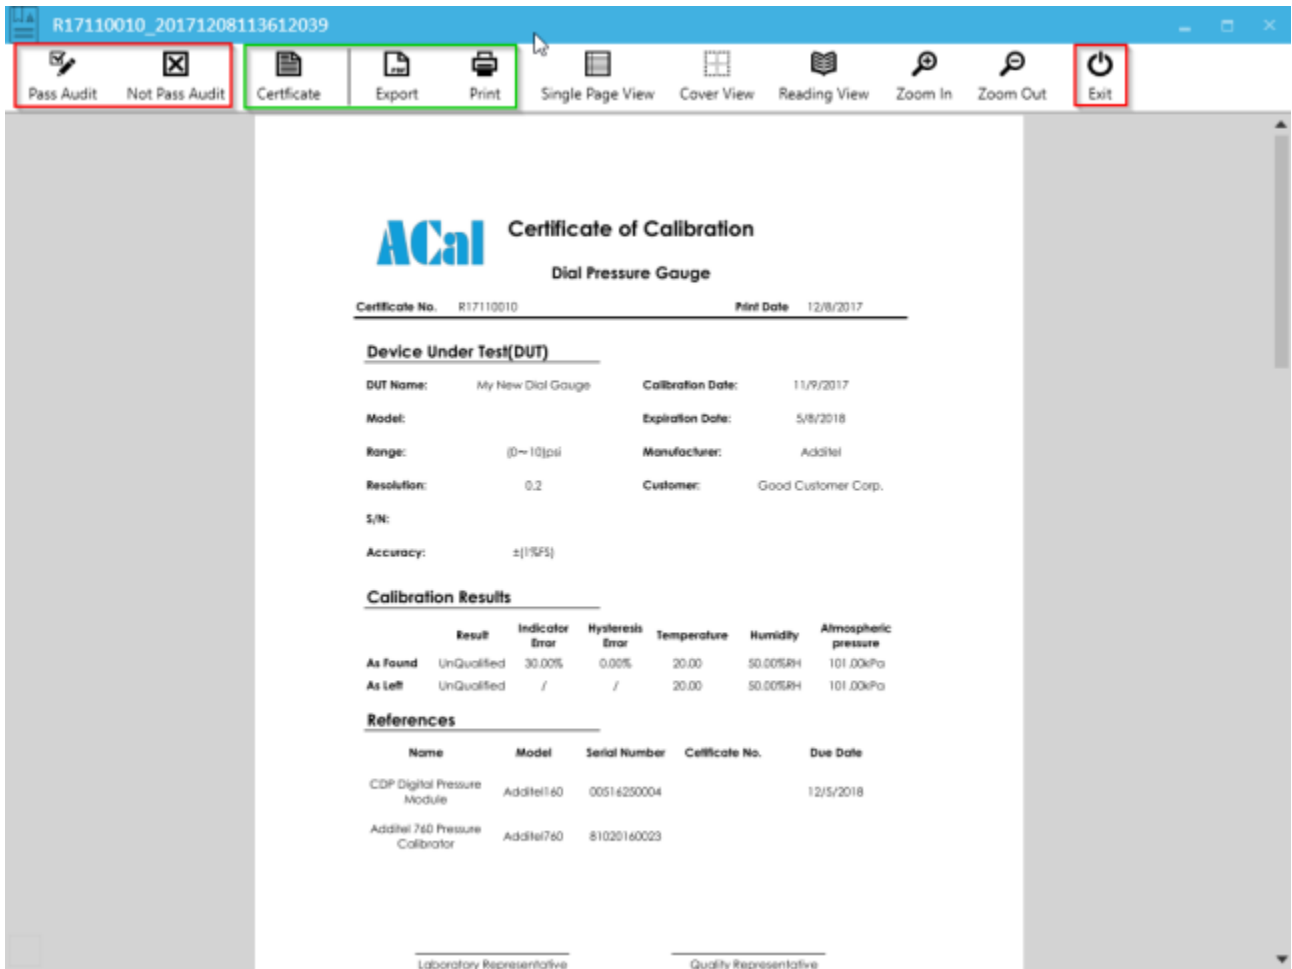 R17110010_20171208113612039
Pass Audit Not Pass Audit Certficate Export Print Single Page View Cover View Reading View Zoom In Zoom Out Exit
ACal
Certificate of Calibration
Dial Pressure Gauge
Certificate No. R17110010 Print Date 12/8/2017
Device Under Test(DUT)
DUT Name: My New Dial Gauge Calibration Date: 11/9/2017
Model: Expiration Date: 5/8/2018
Range: (0~10)psi Manufacturer: Additel
Resolution: 0.2 Customer: Good Customer Corp.
S/N:
Accuracy: ±(1%FS)
Calibration Results
Result Indicator Error Hysteresis Error Temperature Humidity Atmospheric pressure
As Found UnQualified 30.00% 0.00% 20.00 50.00%RH 101.00kPa
As Left UnQualified / / 20.00 50.00%RH 101.00kPa
References
Name Model Serial Number Cetificate No. Due Date
CDP Digital Pressure
Module Additel160 00516250004 12/5/2018
Additel 760 Pressure
Calibrator Additel760 81020160023
Laboratory Representative Quality Representative